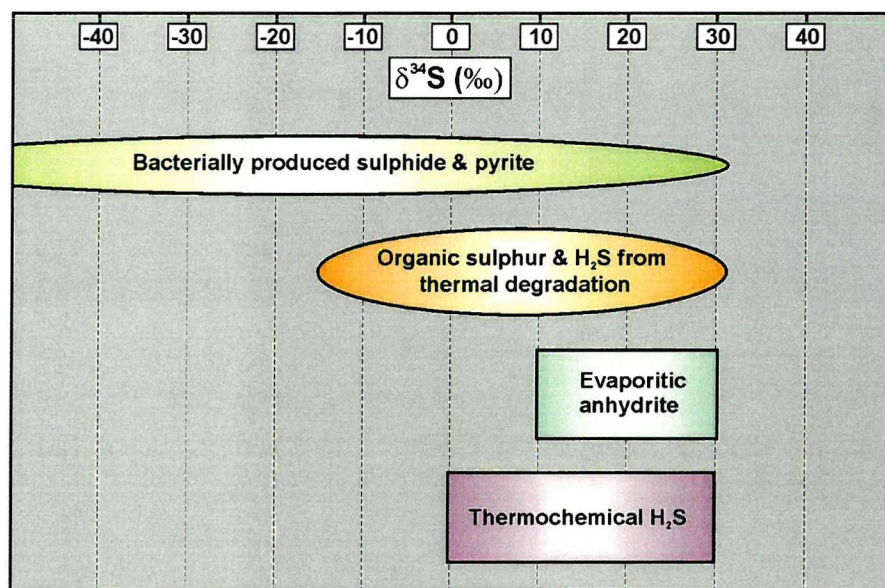 -40 -30 -20 -10 0 10 20 30 40
δ³⁴S (‰)
Bacterially produced sulphide & pyrite
Organic sulphur & H₂S from
thermal degradation
Evaporitic
anhydrite
Thermochemical H₂S